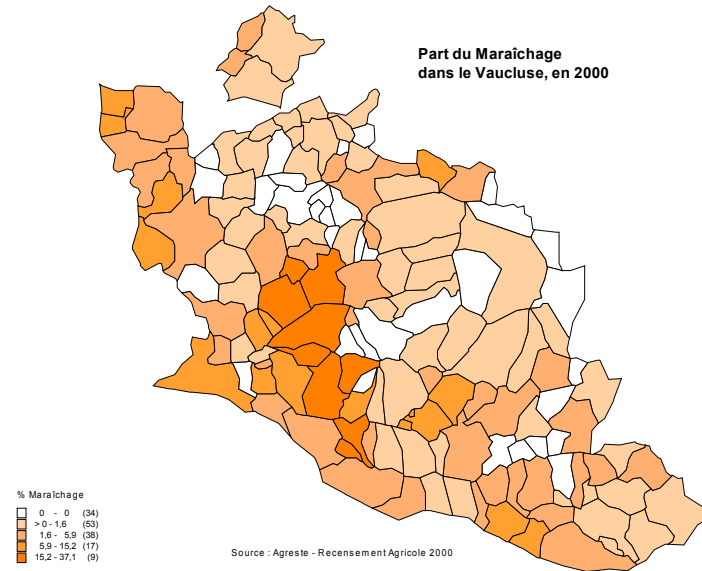 Part du Maraîchage
dans le Vaucluse, en 2000
% Maraîchage
0 - 0 (34)
>0 - 1,6 (53)
1,6 - 5,9 (38)
5,9 - 15,2 (17)
15,2 - 37,1 (9)
Source : Agreste - Recensement Agricole 2000